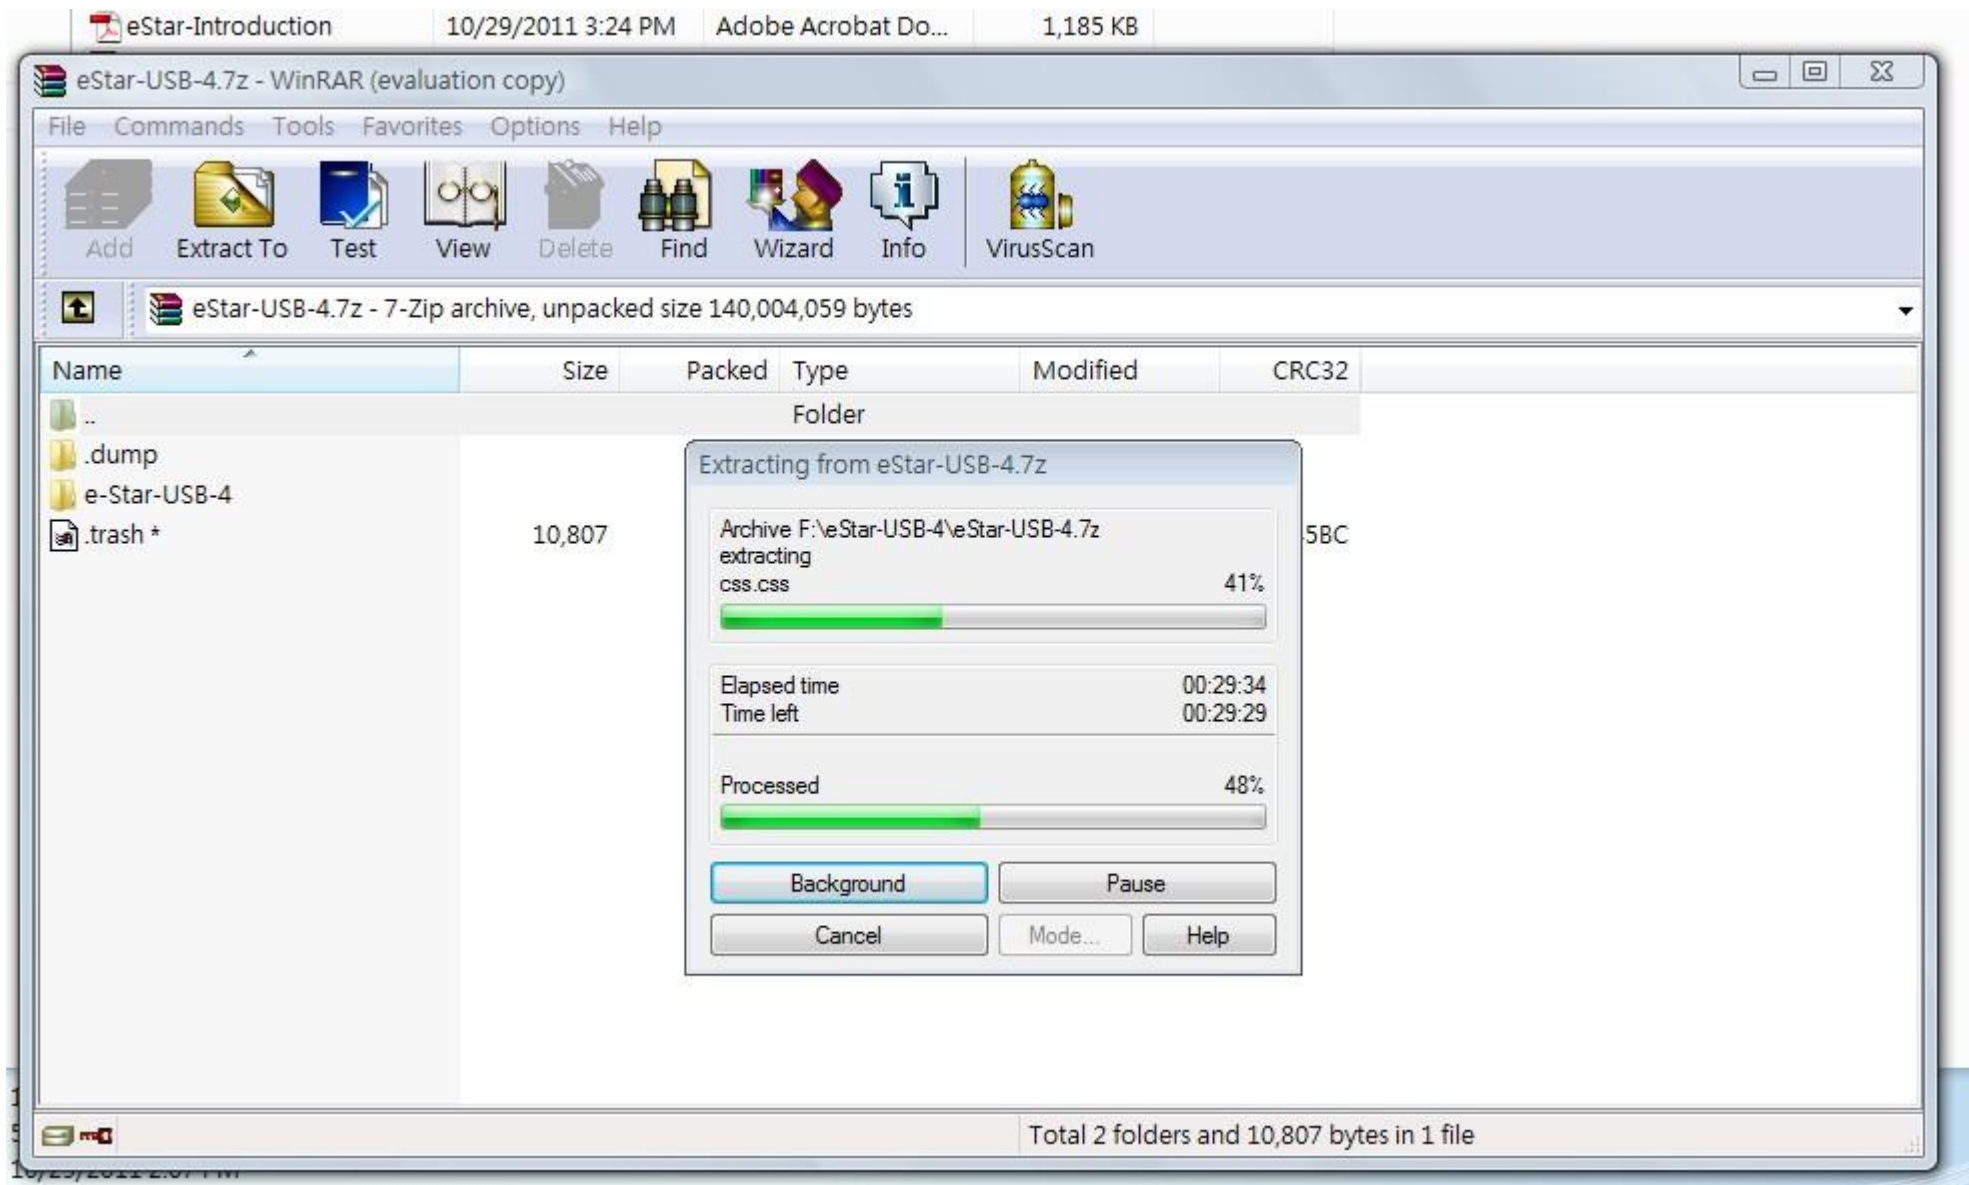 eStar-Introduction 10/29/2011 3:24 PM Adobe Acrobat Do... 1,185 KB
eStar-USB-4.7z - WinRAR (evaluation copy)
File Commands Tools Favorites Options Help
Add Extract To Test View Delete Find Wizard Info VirusScan
eStar-USB-4.7z - 7-Zip archive, unpacked size 140,004,059 bytes
Name Size Packed Type Modified CRC32
.. Folder
.dump
e-Star-USB-4
.trash * 10,807 5BC
Extracting from eStar-USB-4.7z
Archive F:\eStar-USB-4\eStar-USB-4.7z
extracting
css.css 41%
Elapsed time 00:29:34
Time left 00:29:29
Processed 48%
Background Pause
Cancel Mode... Help
Total 2 folders and 10,807 bytes in 1 file